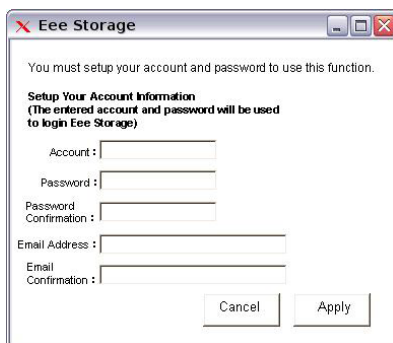 Eee Storage
You must setup your account and password to use this function.
Setup Your Account Information
(The entered account and password will be used
to login Eee Storage)
Account :
Password :
Password
Confirmation :
Email Address :
Email
Confirmation :
Cancel Apply